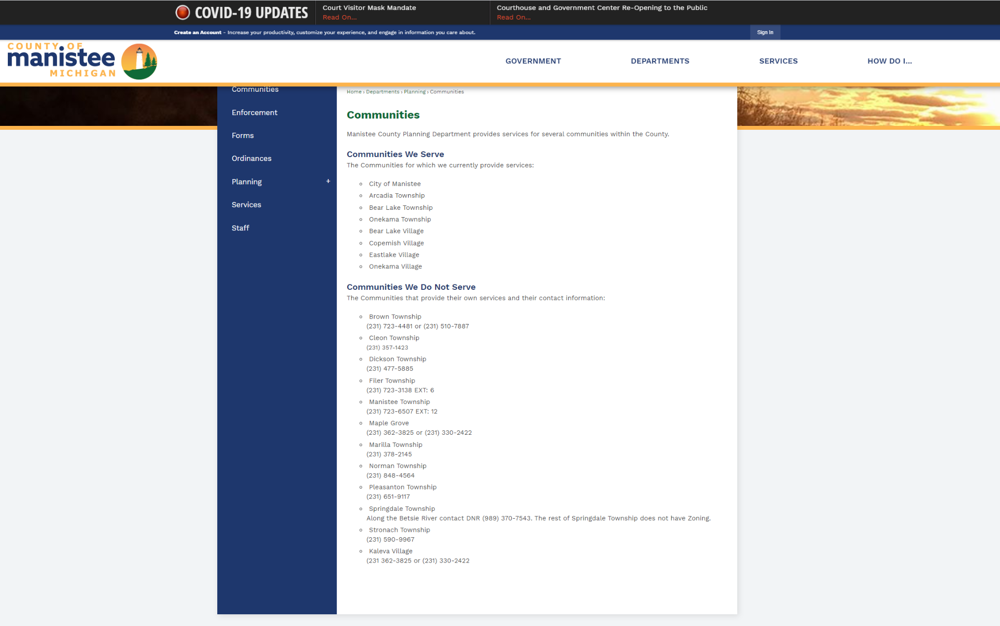 COVID-19 UPDATES
Court Visitor Mask Mandate
Read On...
Courthouse and Government Center Re-Opening to the Public
Read On...
Create an Account - Increase your productivity, customize your experience, and engage in information you care about.
Sign In
COUNTY OF
manistee
MICHIGAN
GOVERNMENT
DEPARTMENTS
SERVICES
HOW DO I...
Communities
Enforcement
Forms
Ordinances
Planning +
Services
Staff
Home › Departments › Planning › Communities
Communities
Manistee County Planning Department provides services for several communities within the County.
Communities We Serve
The Communities for which we currently provide services:
City of Manistee
Arcadia Township
Bear Lake Township
Onekama Township
Bear Lake Village
Copemish Village
Eastlake Village
Onekama Village
Communities We Do Not Serve
The Communities that provide their own services and their contact information:
Brown Township
(231) 723-4481 or (231) 510-7887
Cleon Township
(231) 357-1423
Dickson Township
(231) 477-5885
Filer Township
(231) 723-3138 EXT: 6
Manistee Township
(231) 723-6507 EXT: 12
Maple Grove
(231) 362-3825 or (231) 330-2422
Marilla Township
(231) 378-2145
Norman Township
(231) 848-4564
Pleasanton Township
(231) 651-9117
Springdale Township
Along the Betsie River contact DNR (989) 370-7543. The rest of Springdale Township does not have Zoning.
Stronach Township
(231) 590-9967
Kaleva Village
(231 362-3825 or (231) 330-2422